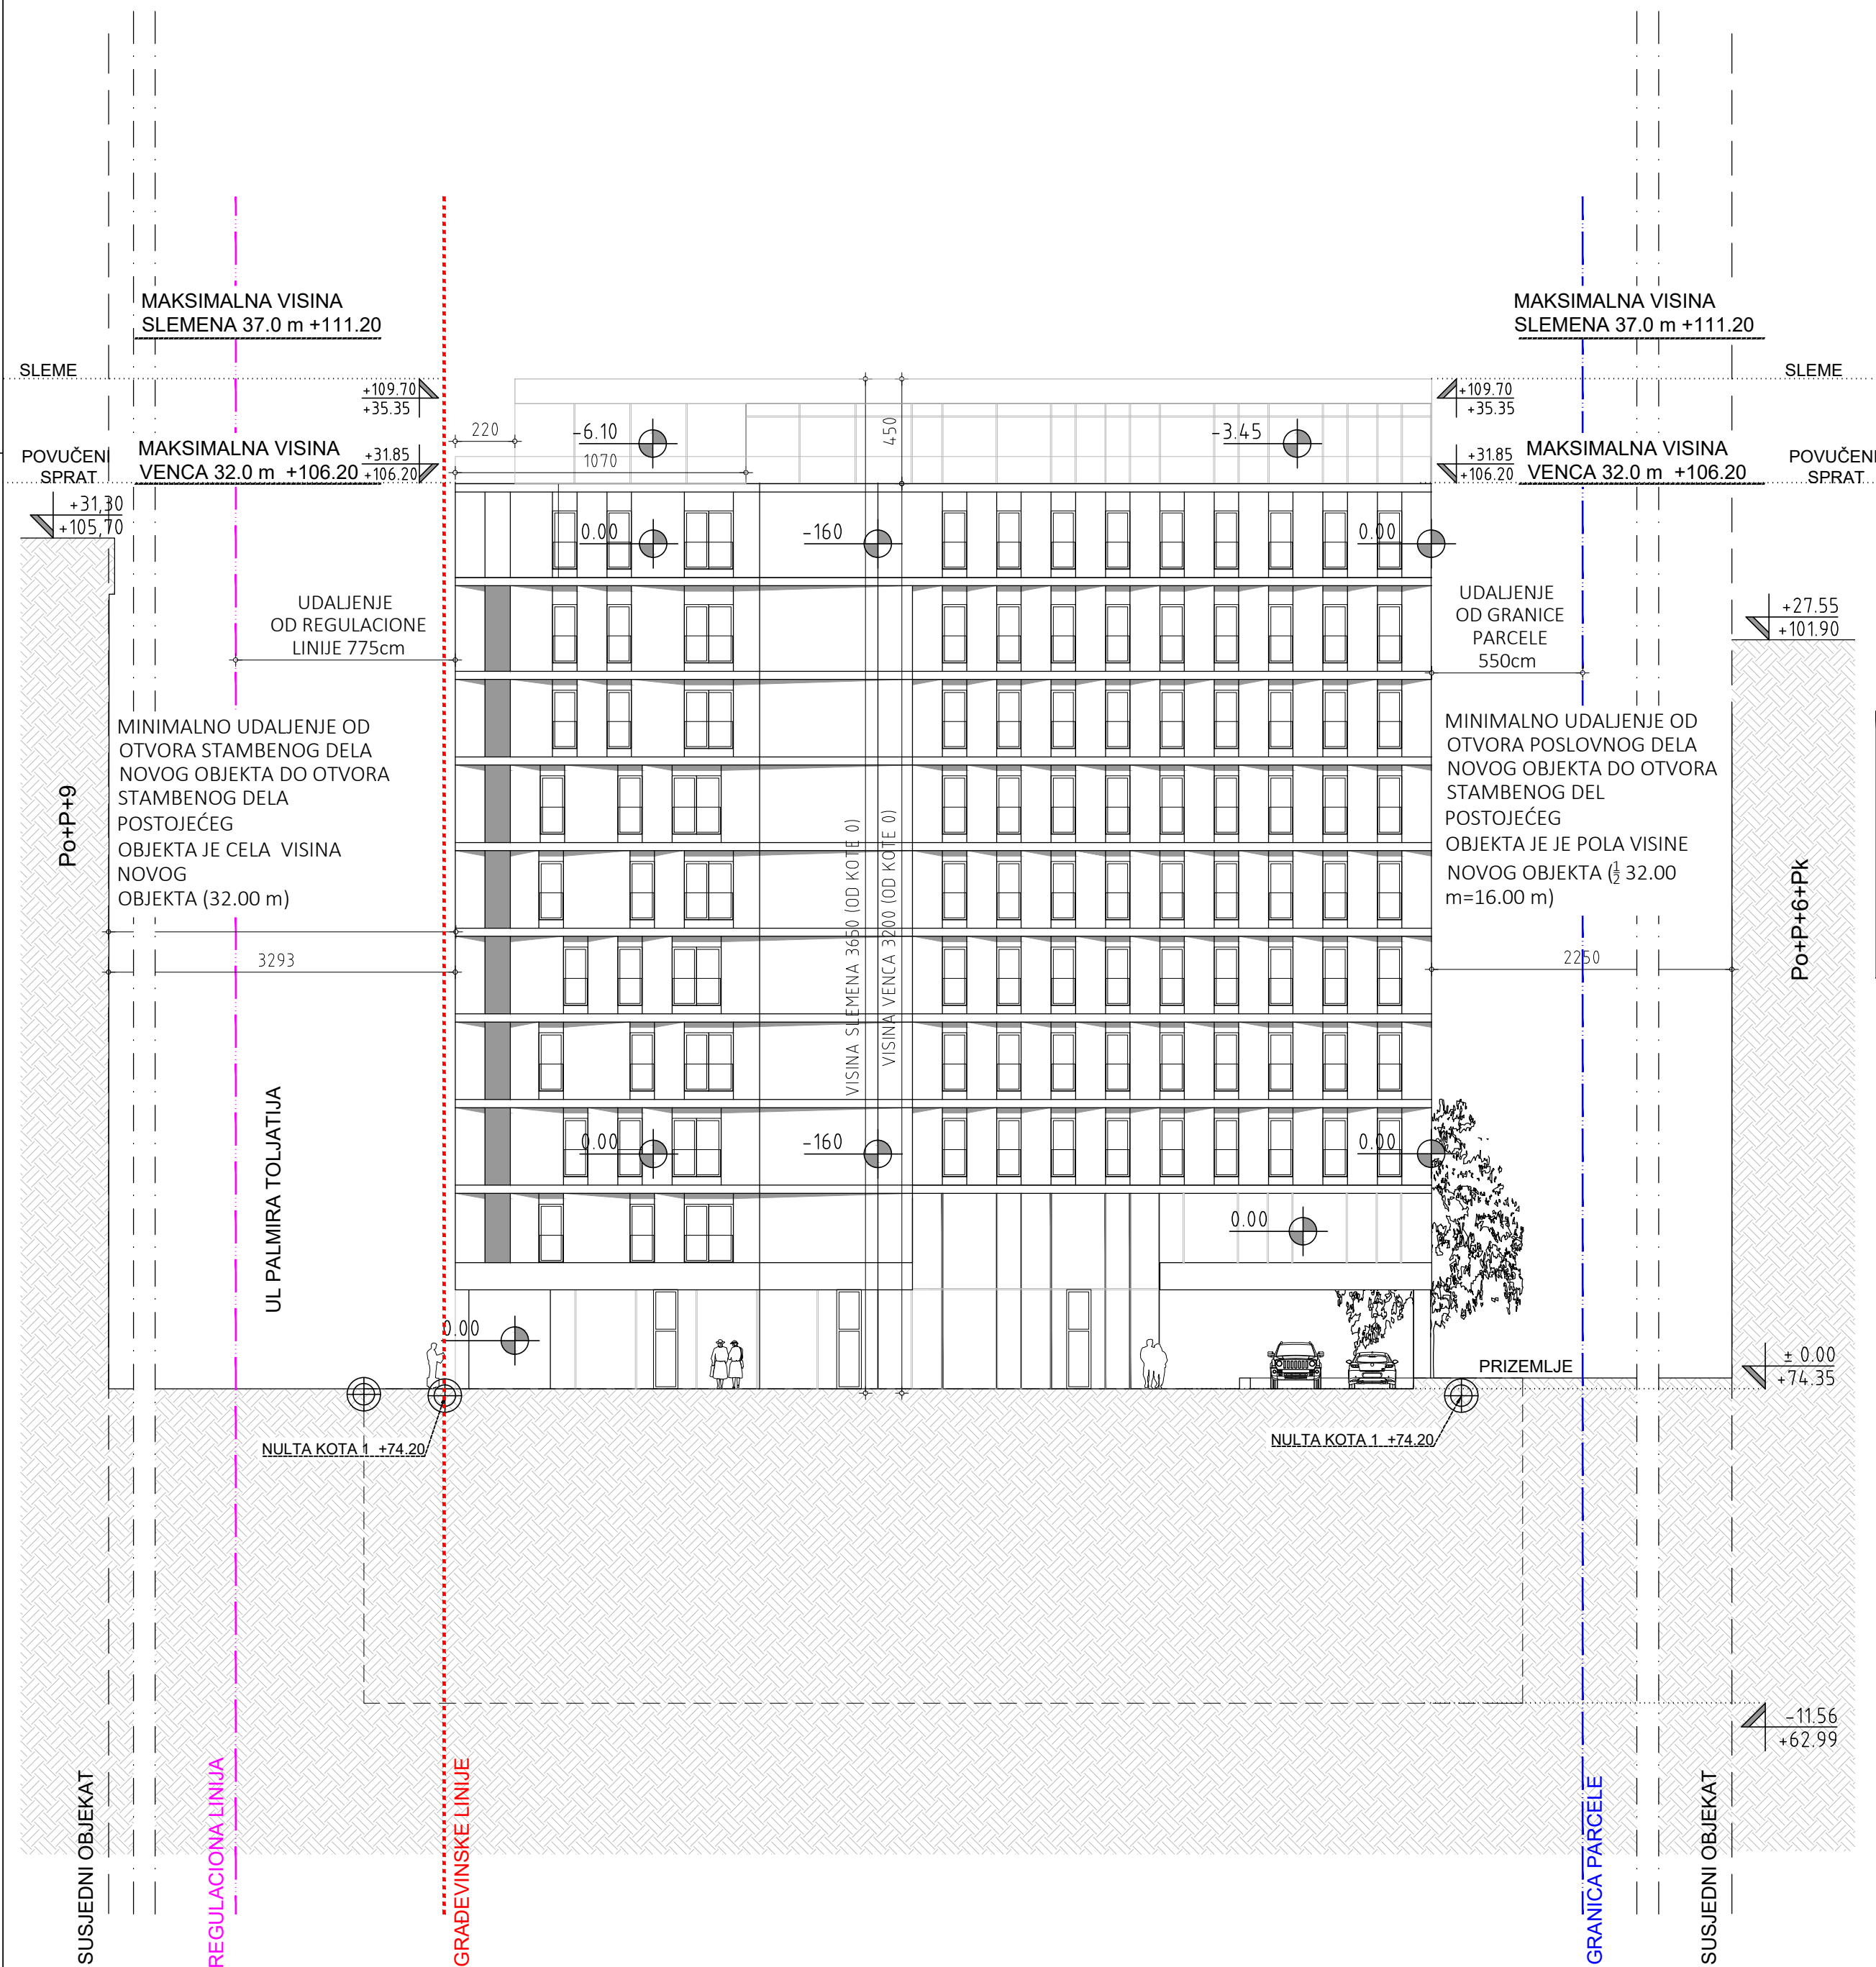 MAKSIMALNA VISINA
SLEMENA 37.0 m +111.20
MAKSIMALNA VISINA
SLEMENA 37.0 m +111.20
SLEME
SLEME
+109.70
+35.35
+109.70
+35.35
220
-6.10
450
-3.45
1070
POVUČENI
SPRAT
MAKSIMALNA VISINA
VENCA 32.0 m +106.20
+31.85
+106.20
+31.85
+106.20
MAKSIMALNA VISINA
VENCA 32.0 m +106.20
POVUČENI
SPRAT
+31,30
+105,70
0.00
-160
0.00
UDALJENJE
OD REGULACIONE
LINIJE 775cm
UDALJENJE
OD GRANICE
PARCELE
550cm
+27.55
+101.90
MINIMALNO UDALJENJE OD
OTVORA STAMBENOG DELA
NOVOG OBJEKTA DO OTVORA
STAMBENOG DELA
POSTOJEĆEG
OBJEKTA JE CELA VISINA
NOVOG
OBJEKTA (32.00 m)
MINIMALNO UDALJENJE OD
OTVORA POSLOVNOG DELA
NOVOG OBJEKTA DO OTVORA
STAMBENOG DEL
POSTOJEĆEG
OBJEKTA JE JE POLA VISINE
NOVOG OBJEKTA (½ 32.00
m=16.00 m)
Po+P+9
Po+P+6+Pk
3293
2250
VISINA SLEMENA 3650 (OD KOTE 0)
VISINA VENCA 3200 (OD KOTE 0)
UL PALMIRA TOLJATIJA
0.00
-160
0.00
0.00
0.00
PRIZEMLJE
± 0.00
+74.35
NULTA KOTA 1 +74.20
NULTA KOTA 1 +74.20
-11.56
+62.99
SUSJEDNI OBJEKAT
REGULACIONA LINIJA
GRAĐEVINSKE LINIJE
GRANICA PARCELE
SUSJEDNI OBJEKAT